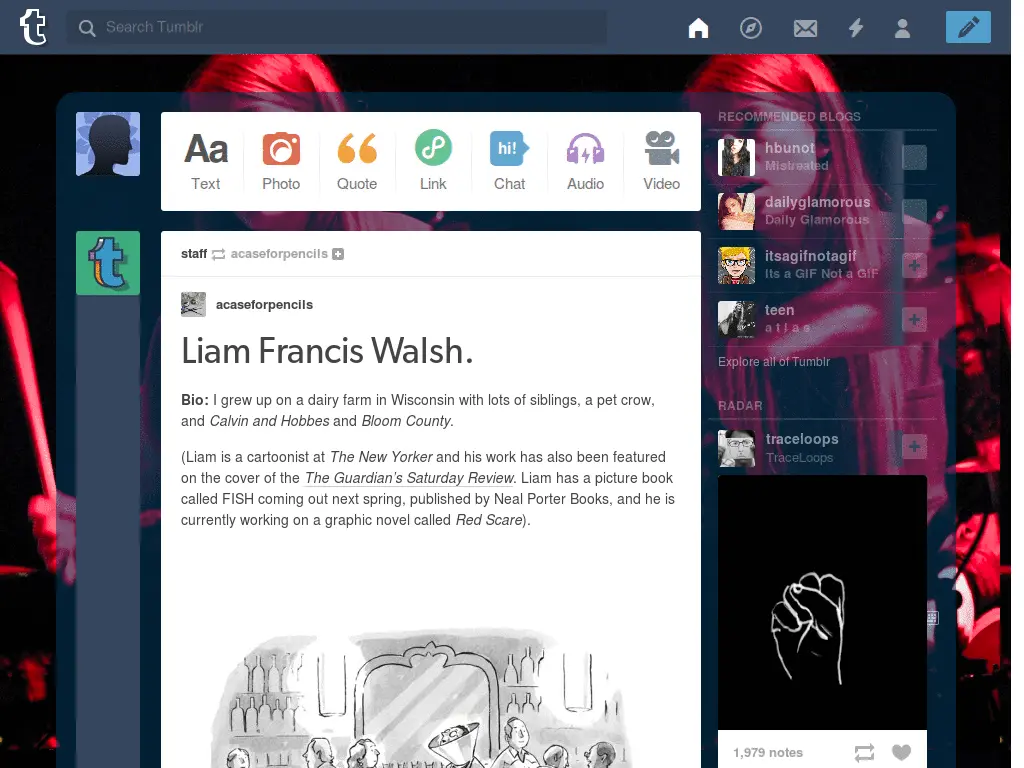 Search Tumblr
Aa
hi!
Text
Photo
Quote
Link
Chat
Audio
Video
staff acaseforpencils
acaseforpencils
Liam Francis Walsh.
Bio: I grew up on a dairy farm in Wisconsin with lots of siblings, a pet crow,
and Calvin and Hobbes and Bloom County.
(Liam is a cartoonist at The New Yorker and his work has also been featured
on the cover of the The Guardian’s Saturday Review. Liam has a picture book
called FISH coming out next spring, published by Neal Porter Books, and he is
currently working on a graphic novel called Red Scare).
RECOMMENDED BLOGS
hbunot
Mistreated
dailyglamorous
Daily Glamorous
itsagifnotagif
Its a GIF Not a GIF
teen
a t l a s
Explore all of Tumblr
RADAR
traceloops
TraceLoops
1,979 notes